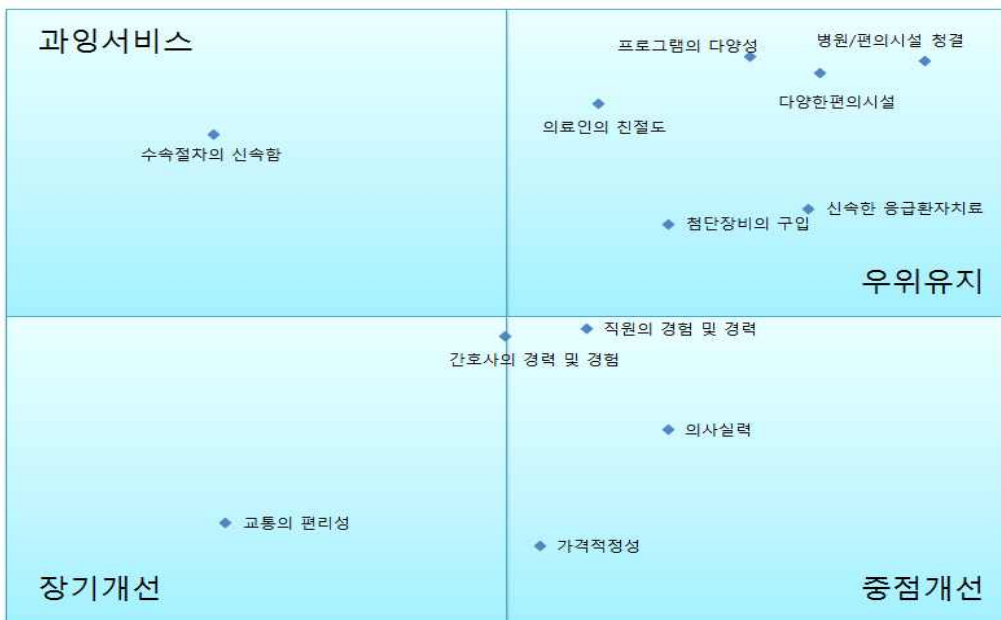 과잉서비스
프로그램의 다양성
병원/편의시설 청결
다양한편의시설
의료인의 친절도
수속절차의 신속함
신속한 응급환자치료
첨단장비의 구입
우위유지
직원의 경험 및 경력
간호사의 경력 및 경험
의사실력
교통의 편리성
가격적정성
장기개선
중점개선